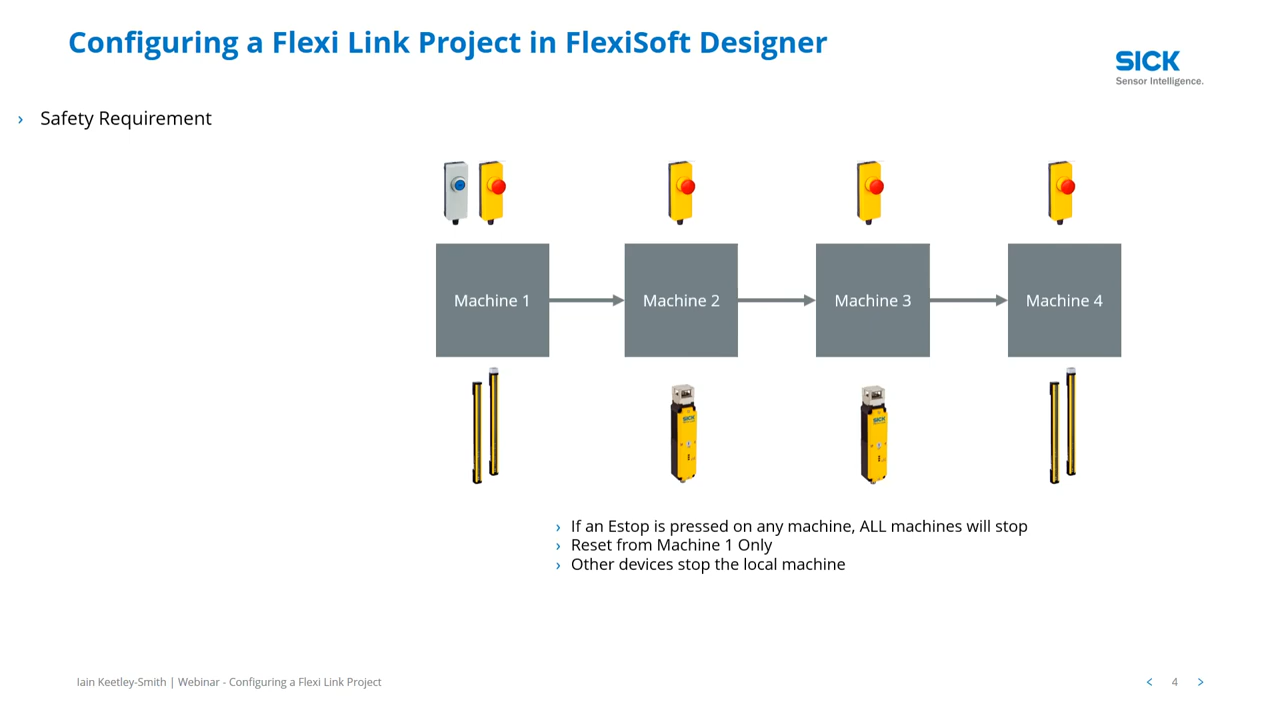 Configuring a Flexi Link Project in FlexiSoft Designer
SICK
Sensor Intelligence.
› Safety Requirement
Machine 1
Machine 2
Machine 3
Machine 4
SICK
SICK
› If an Estop is pressed on any machine, ALL machines will stop
› Reset from Machine 1 Only
› Other devices stop the local machine
Iain Keetley-Smith | Webinar - Configuring a Flexi Link Project
< 4 >